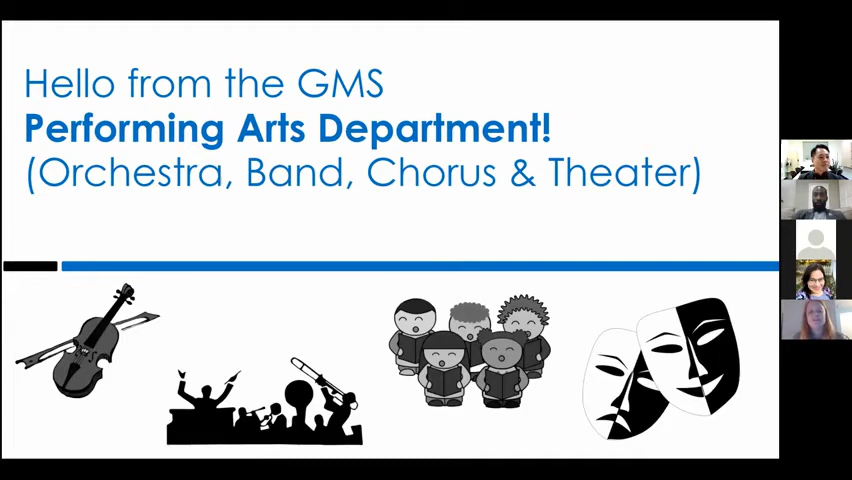 Hello from the GMS
Performing Arts Department!
(Orchestra, Band, Chorus & Theater)